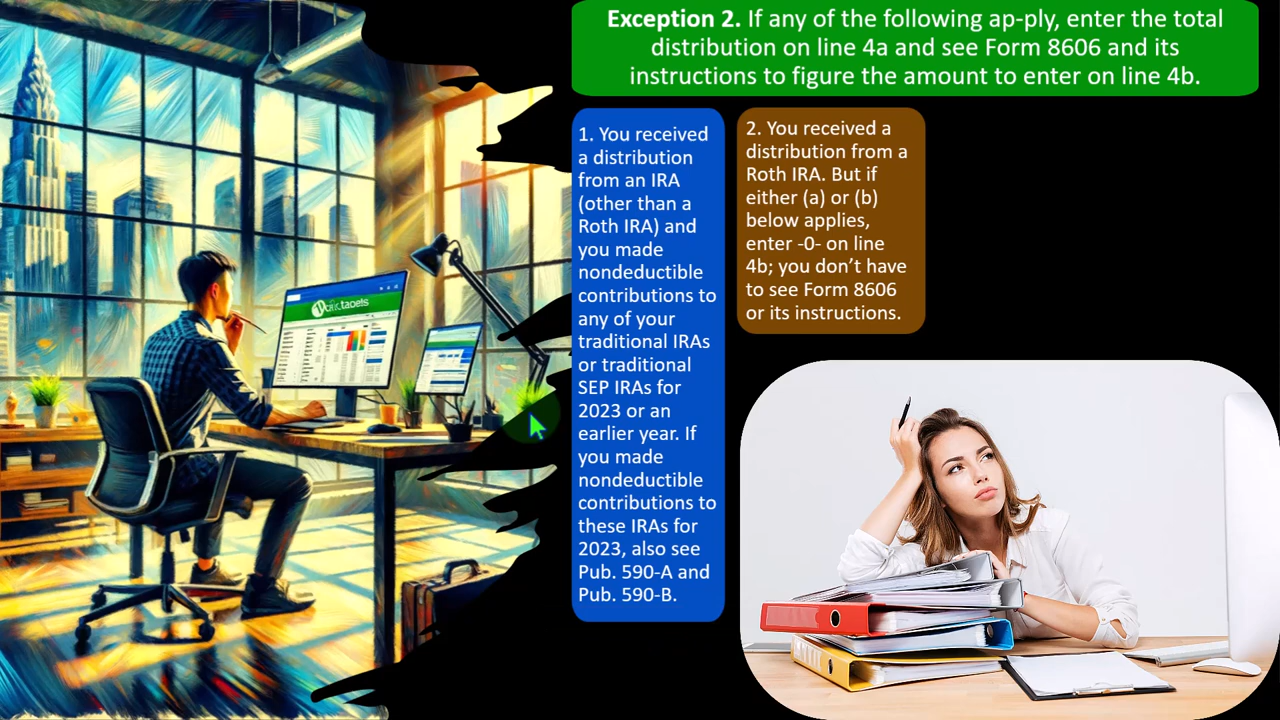 Exception 2. If any of the following ap-ply, enter the total
distribution on line 4a and see Form 8606 and its
instructions to figure the amount to enter on line 4b.
1. You received
a distribution
from an IRA
(other than a
Roth IRA) and
you made
nondeductible
contributions to
any of your
traditional IRAs
or traditional
SEP IRAs for
2023 or an
earlier year. If
you made
nondeductible
contributions to
these IRAs for
2023, also see
Pub. 590-A and
Pub. 590-B.
2. You received a
distribution from a
Roth IRA. But if
either (a) or (b)
below applies,
enter -0- on line
4b; you don’t have
to see Form 8606
or its instructions.